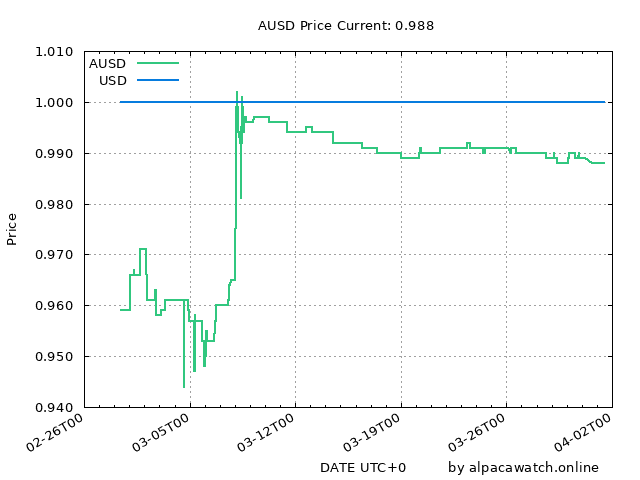 AUSD Price Current: 0.988
1.010
AUSD
USD
1.000
0.990
0.980
0.970
Price
0.960
0.950
0.940
02-26T00 03-05T00 03-12T00 03-19T00 03-26T00 04-02T00
DATE UTC+0 by alpacawatch.online